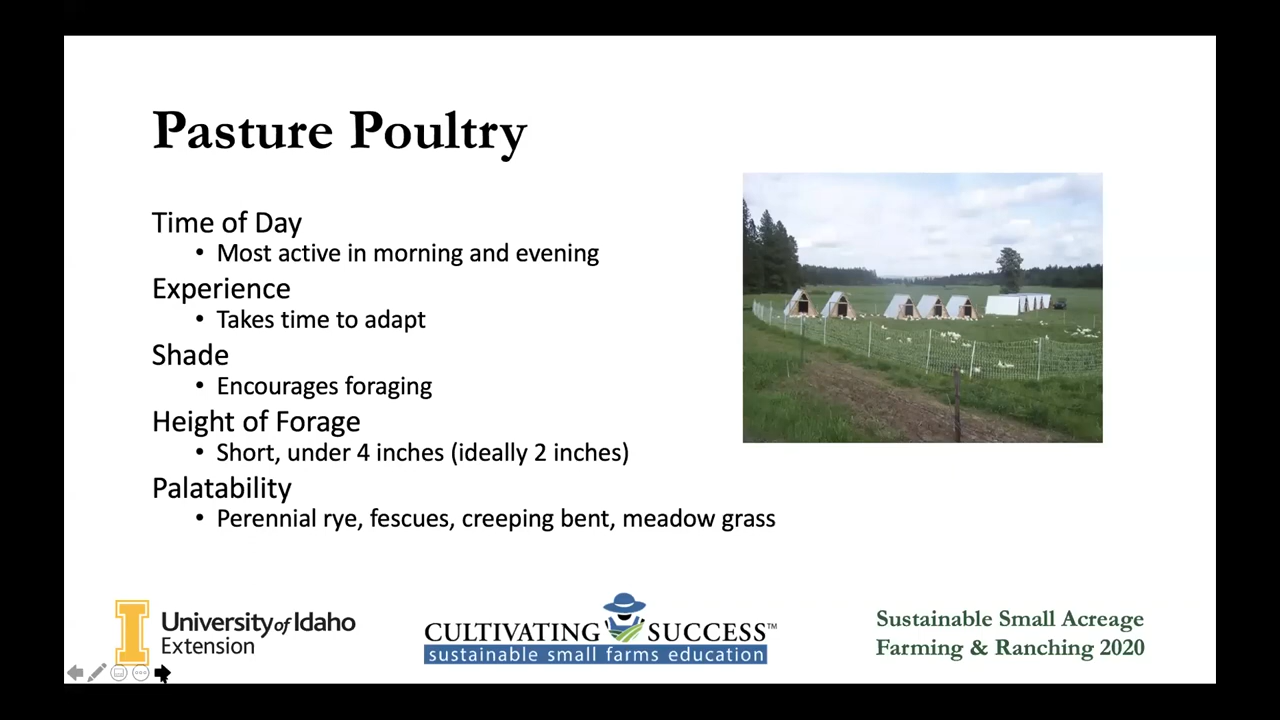 Pasture Poultry
Time of Day
• Most active in morning and evening
Experience
• Takes time to adapt
Shade
• Encourages foraging
Height of Forage
• Short, under 4 inches (ideally 2 inches)
Palatability
• Perennial rye, fescues, creeping bent, meadow grass
I
University of Idaho
Extension
CULTIVATING SUCCESS™
sustainable small farms education
Sustainable Small Acreage
Farming & Ranching 2020